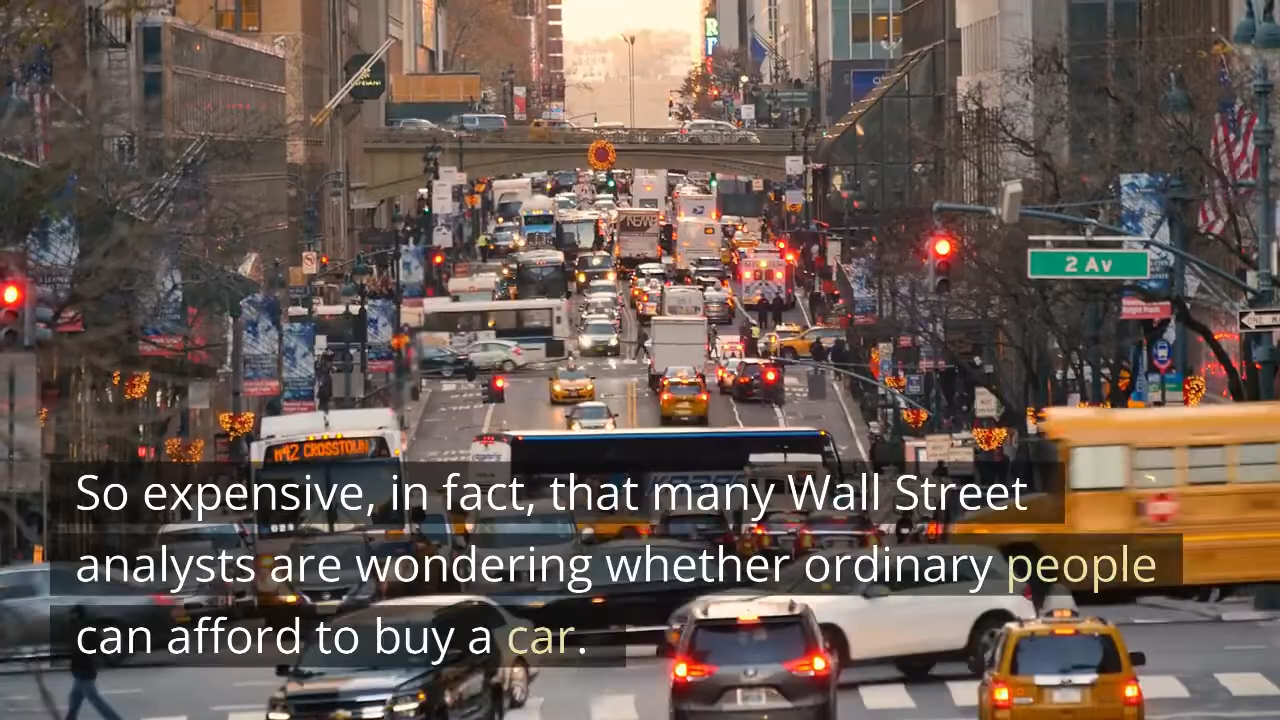 2 Av
M42 CROSSTOWN
So expensive, in fact, that many Wall Street
analysts are wondering whether ordinary people
can afford to buy a car.